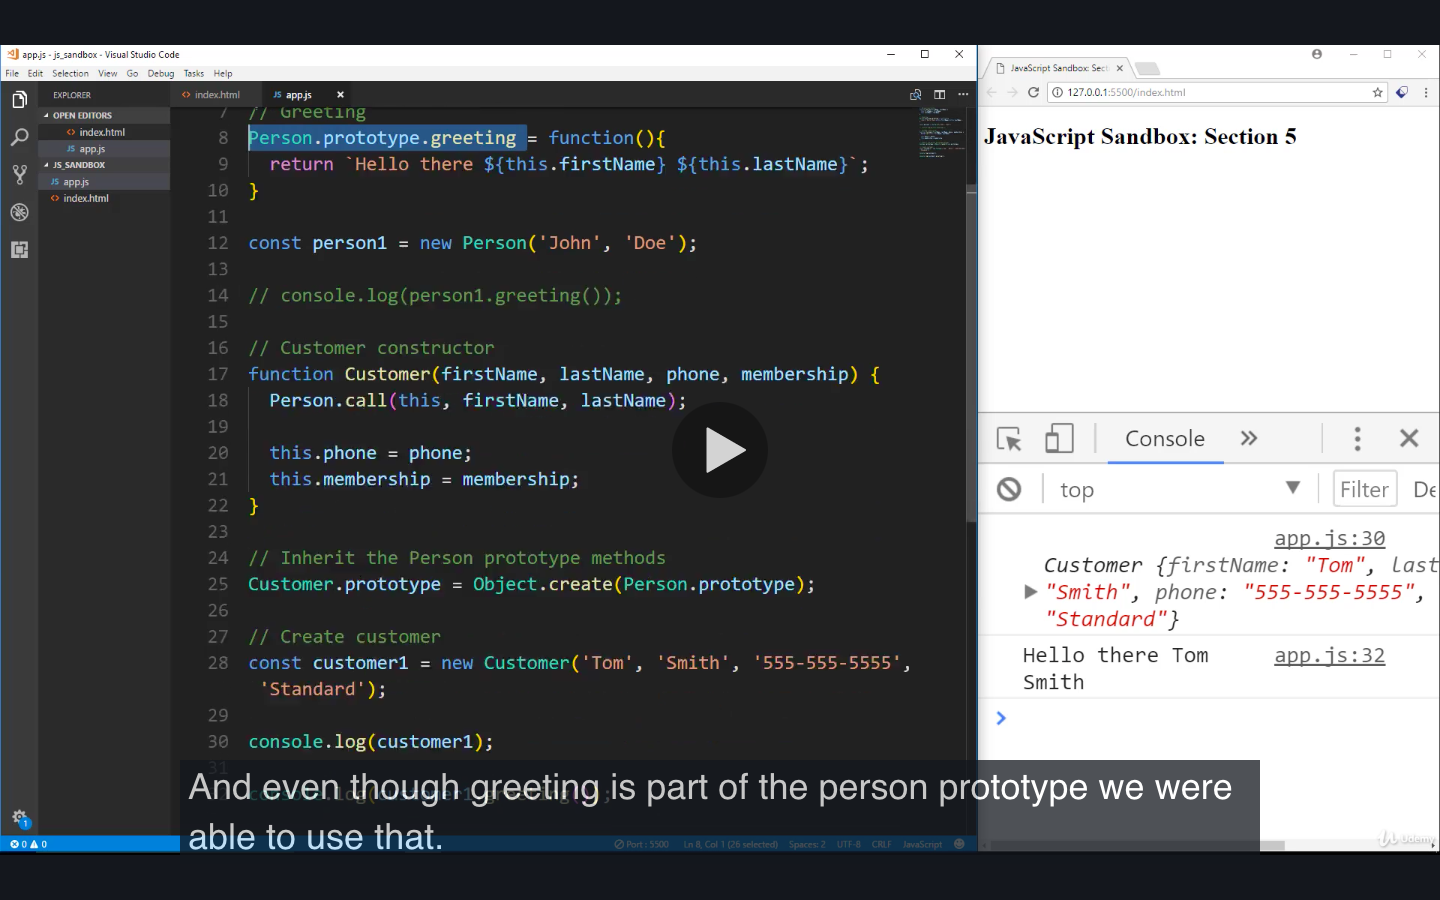 app.js - js_sandbox - Visual Studio Code
File Edit Selection View Go Debug Tasks Help
EXPLORER
OPEN EDITORS
index.html
app.js
JS_SANDBOX
app.js
index.html
1
index.html
app.js
7 // Greeting
8 Person.prototype.greeting = function(){
9 return `Hello there ${this.firstName} ${this.lastName}`;
10 }
11
12 const person1 = new Person('John', 'Doe');
13
14 // console.log(person1.greeting());
15
16 // Customer constructor
17 function Customer(firstName, lastName, phone, membership) {
18 Person.call(this, firstName, lastName);
19
20 this.phone = phone;
21 this.membership = membership;
22 }
23
24 // Inherit the Person prototype methods
25 Customer.prototype = Object.create(Person.prototype);
26
27 // Create customer
28 const customer1 = new Customer('Tom', 'Smith', '555-555-5555',
'Standard');
29
30 console.log(customer1);
31
console.log(customer1.greeting());
And even though greeting is part of the person prototype we were
able to use that.
0 0
Port : 5500 Ln 8, Col 1 (26 selected) Spaces: 2 UTF-8 CRLF JavaScript
JavaScript Sandbox: Sect
127.0.0.1:5500/index.html
JavaScript Sandbox: Section 5
Console
top
Filter
De
app.js:30
Customer {firstName: "Tom", last
"Smith", phone: "555-555-5555",
"Standard"}
Hello there Tom app.js:32
Smith
Udemy